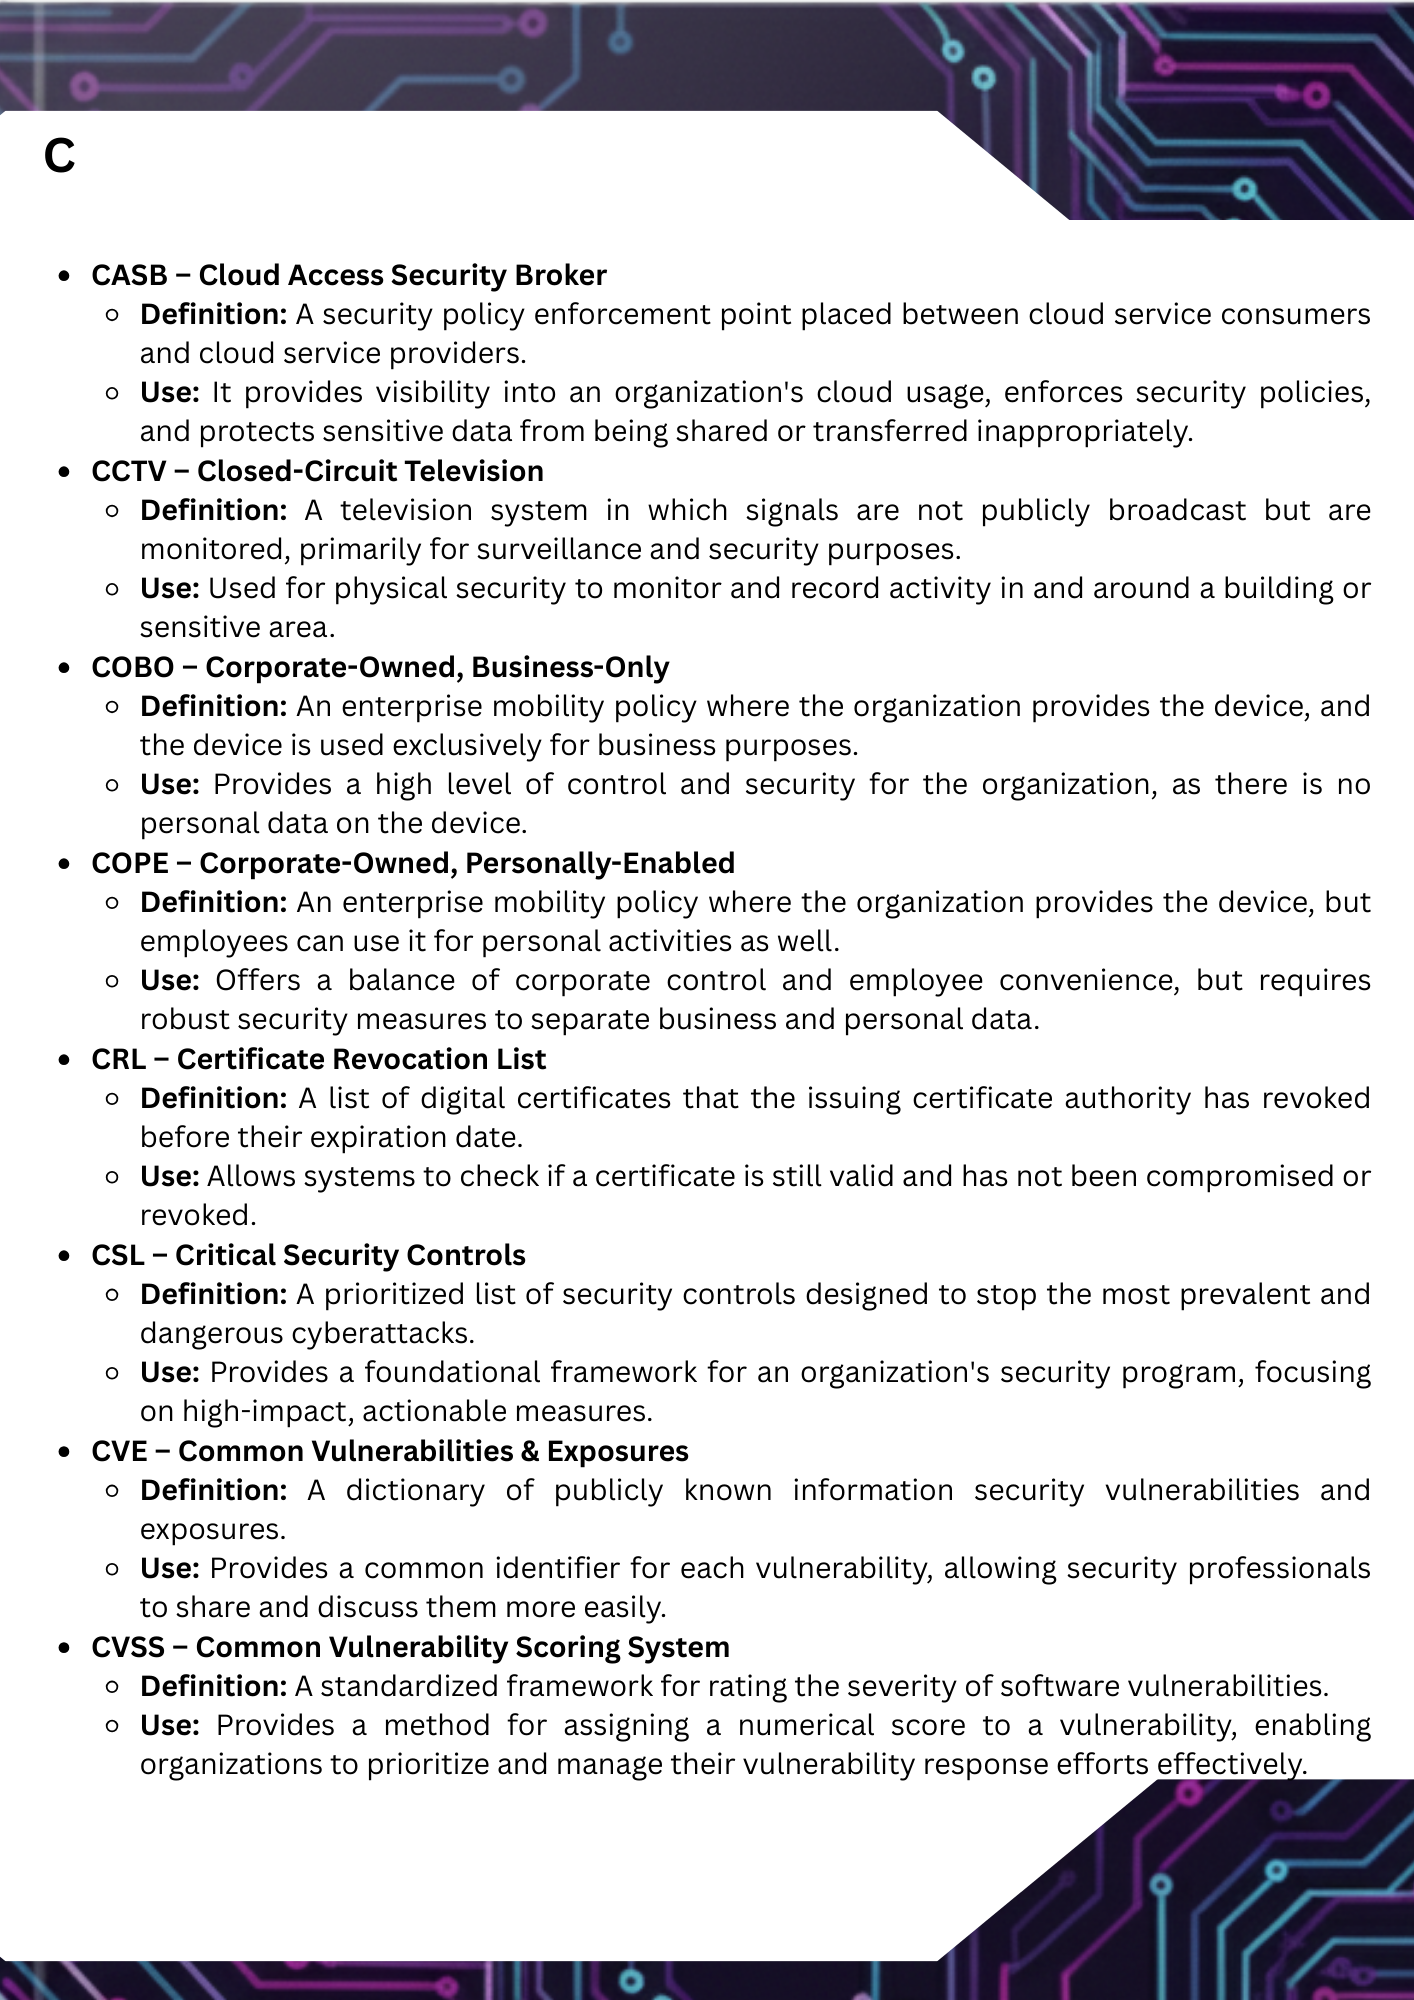 C
• CASB – Cloud Access Security Broker
◦ Definition: A security policy enforcement point placed between cloud service consumers
and cloud service providers.
◦ Use: It provides visibility into an organization's cloud usage, enforces security policies,
and protects sensitive data from being shared or transferred inappropriately.
• CCTV – Closed-Circuit Television
◦ Definition: A television system in which signals are not publicly broadcast but are
monitored, primarily for surveillance and security purposes.
◦ Use: Used for physical security to monitor and record activity in and around a building or
sensitive area.
• COBO – Corporate-Owned, Business-Only
◦ Definition: An enterprise mobility policy where the organization provides the device, and
the device is used exclusively for business purposes.
◦ Use: Provides a high level of control and security for the organization, as there is no
personal data on the device.
• COPE – Corporate-Owned, Personally-Enabled
◦ Definition: An enterprise mobility policy where the organization provides the device, but
employees can use it for personal activities as well.
◦ Use: Offers a balance of corporate control and employee convenience, but requires
robust security measures to separate business and personal data.
• CRL – Certificate Revocation List
◦ Definition: A list of digital certificates that the issuing certificate authority has revoked
before their expiration date.
◦ Use: Allows systems to check if a certificate is still valid and has not been compromised or
revoked.
• CSL – Critical Security Controls
◦ Definition: A prioritized list of security controls designed to stop the most prevalent and
dangerous cyberattacks.
◦ Use: Provides a foundational framework for an organization's security program, focusing
on high-impact, actionable measures.
• CVE – Common Vulnerabilities & Exposures
◦ Definition: A dictionary of publicly known information security vulnerabilities and
exposures.
◦ Use: Provides a common identifier for each vulnerability, allowing security professionals
to share and discuss them more easily.
• CVSS – Common Vulnerability Scoring System
◦ Definition: A standardized framework for rating the severity of software vulnerabilities.
◦ Use: Provides a method for assigning a numerical score to a vulnerability, enabling
organizations to prioritize and manage their vulnerability response efforts effectively.